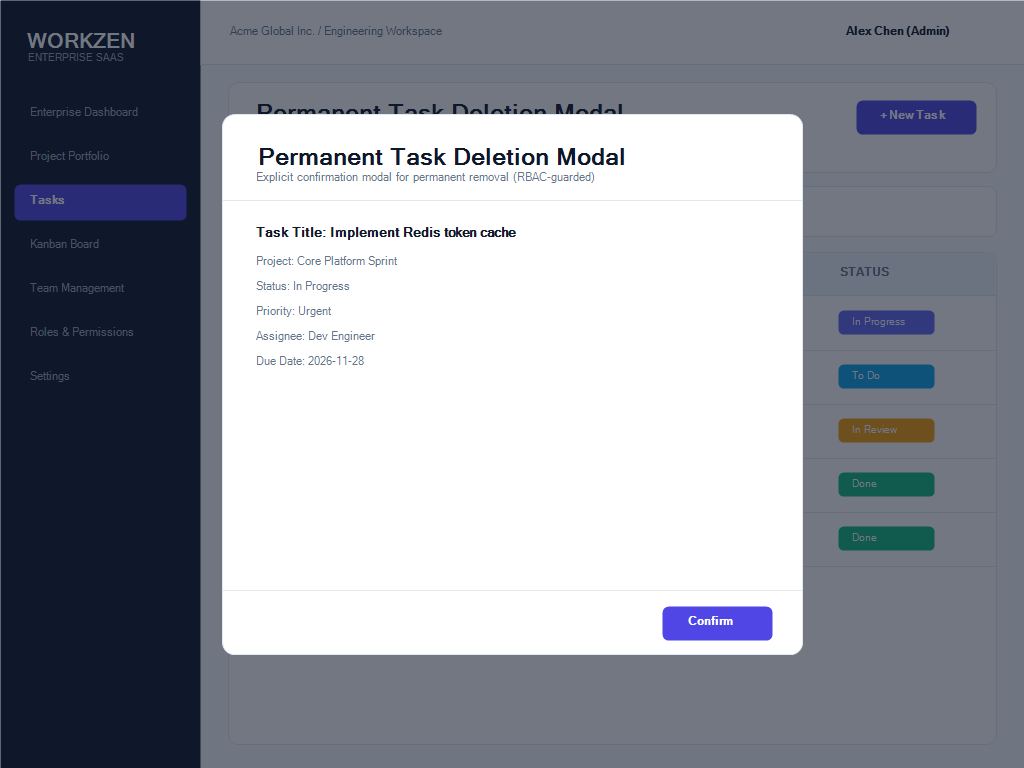 WORKZEN
ENTERPRISE SAAS
Enterprise Dashboard
Project Portfolio
Tasks
Kanban Board
Team Management
Roles & Permissions
Settings
Acme Global Inc. / Engineering Workspace
Alex Chen (Admin)
Permanent Task Deletion Modal
+ New Task
Permanent Task Deletion Modal
Explicit confirmation modal for permanent removal (RBAC-guarded)
Task Title: Implement Redis token cache
Project: Core Platform Sprint
Status: In Progress
Priority: Urgent
Assignee: Dev Engineer
Due Date: 2026-11-28
Confirm
STATUS
In Progress
To Do
In Review
Done
Done